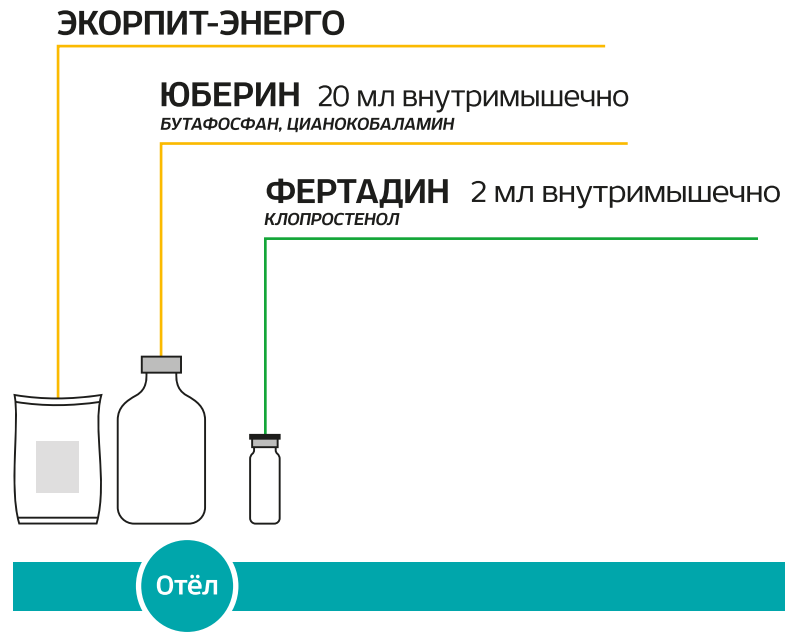 ЭКОРПИТ-ЭНЕРГО
ЮБЕРИН 20 мл внутримышечно
БУТАФОСФАН, ЦИАНОКОБАЛАМИН
ФЕРТАДИН 2 мл внутримышечно
КЛОПРОСТЕНОЛ
Отёл